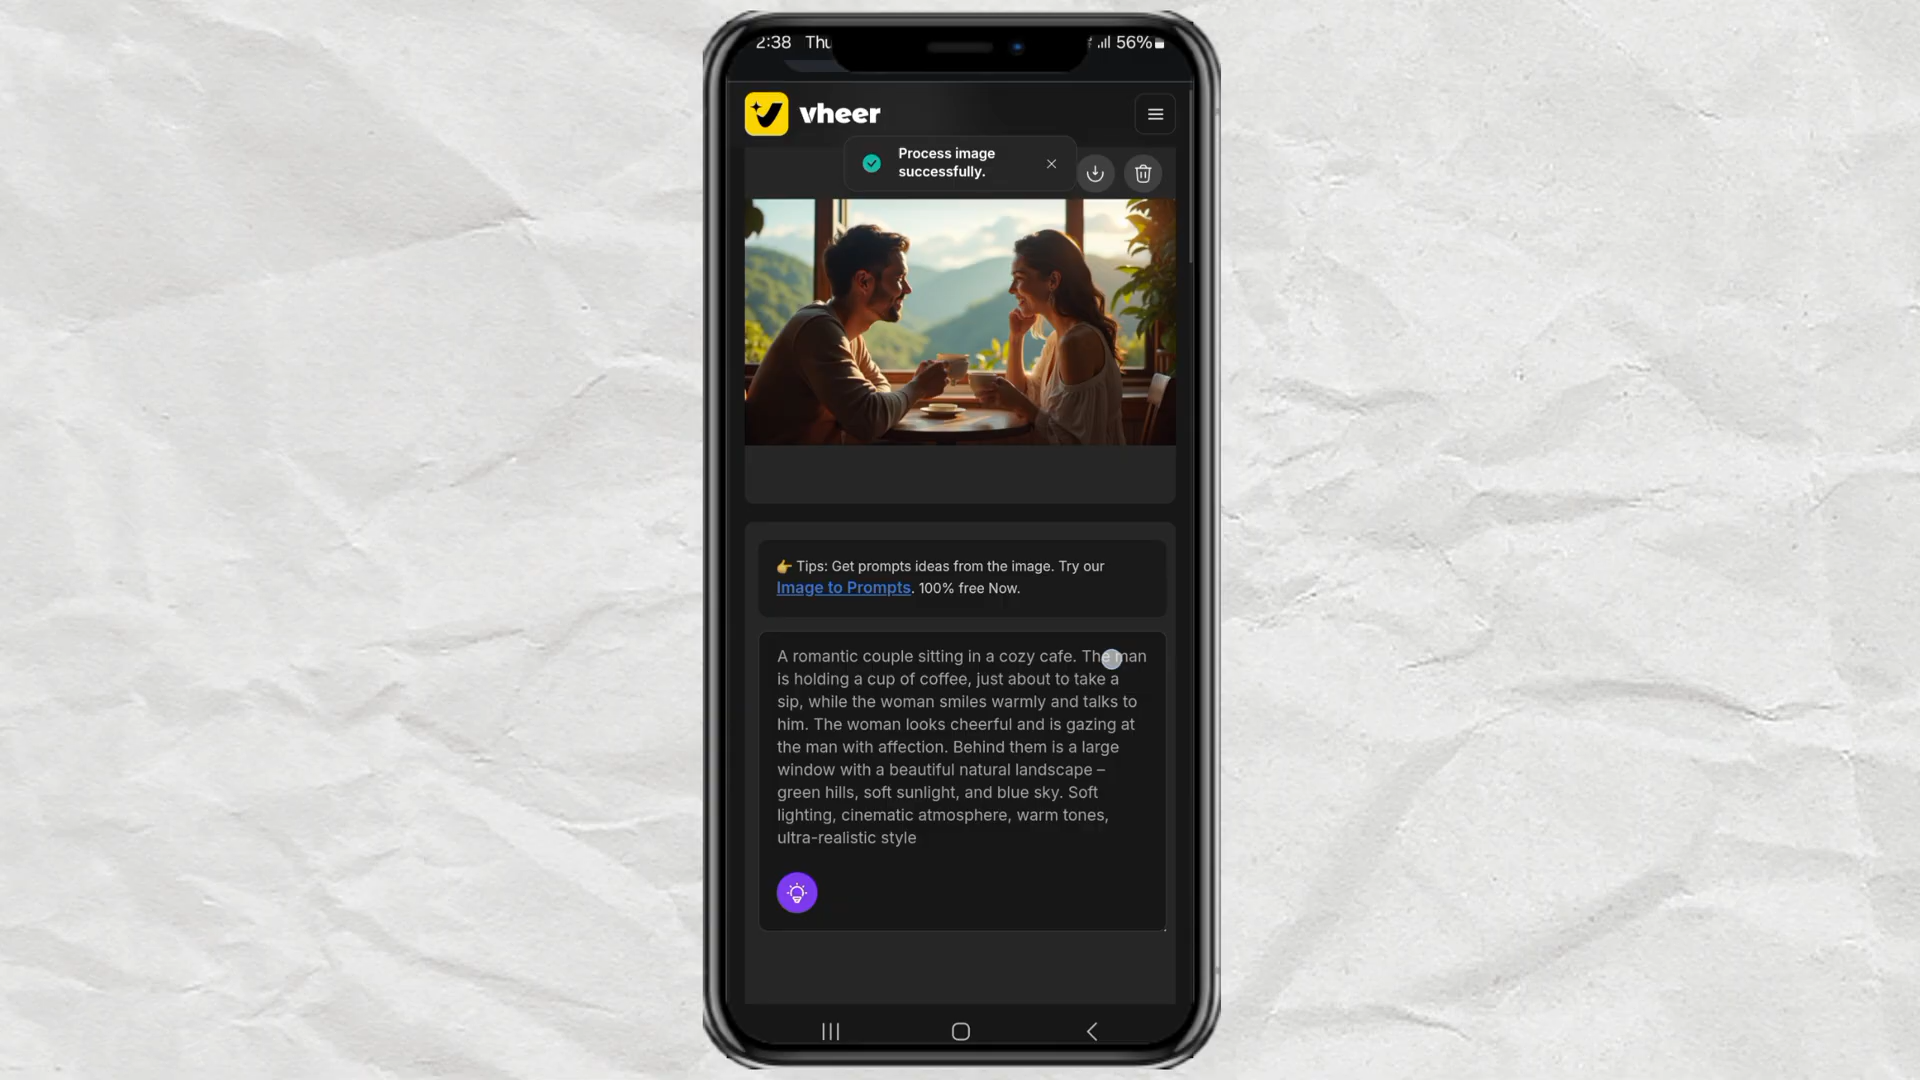 2:38 Thu 56%
vheer
Process image
successfully.
👉 Tips: Get prompts ideas from the image. Try our
Image to Prompts. 100% free Now.
A romantic couple sitting in a cozy cafe. The man
is holding a cup of coffee, just about to take a
sip, while the woman smiles warmly and talks to
him. The woman looks cheerful and is gazing at
the man with affection. Behind them is a large
window with a beautiful natural landscape –
green hills, soft sunlight, and blue sky. Soft
lighting, cinematic atmosphere, warm tones,
ultra-realistic style